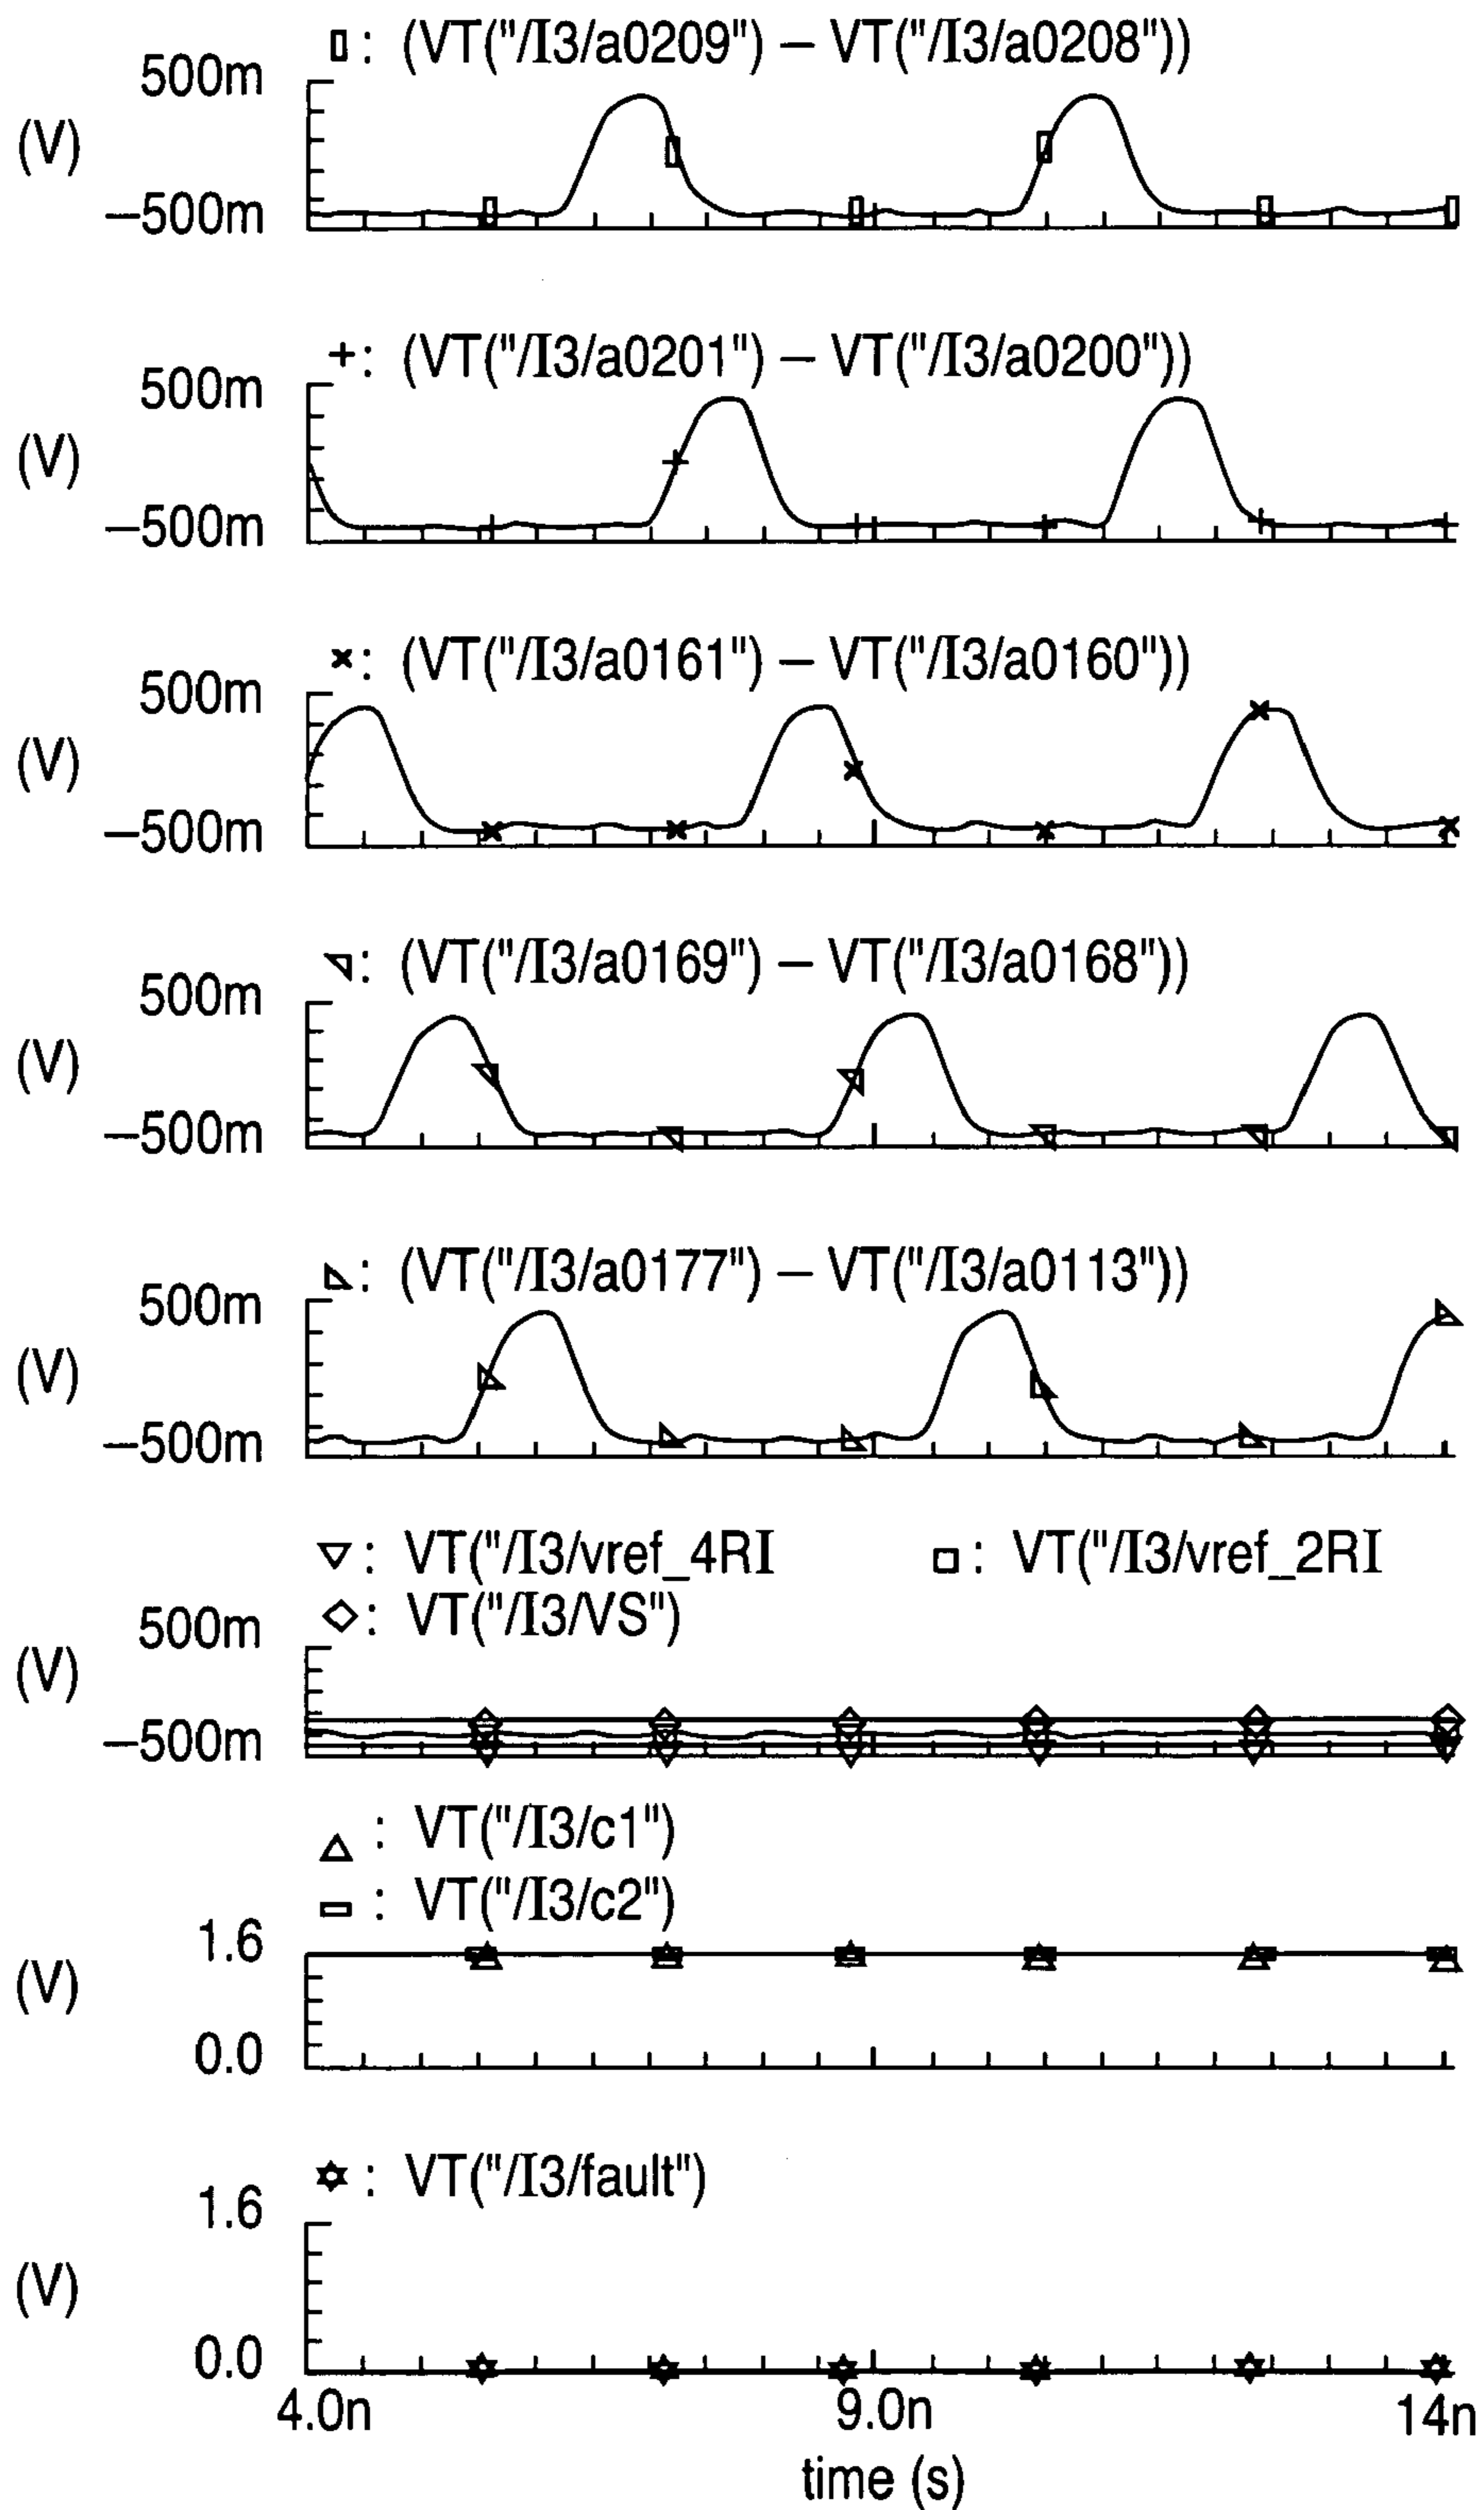 ▯: (VT("/I3/a0209") – VT("/I3/a0208"))
500m
(V)
–500m
+: (VT("/I3/a0201") – VT("/I3/a0200"))
500m
(V)
–500m
×: (VT("/I3/a0161") – VT("/I3/a0160"))
500m
(V)
–500m
: (VT("/I3/a0169") – VT("/I3/a0168"))
500m
(V)
–500m
: (VT("/I3/a0177") – VT("/I3/a0113"))
500m
(V)
–500m
▽: VT("/I3/vref_4RI □: VT("/I3/vref_2RI
◇: VT("/I3/VS")
500m
(V)
–500m
△: VT("/I3/c1")
▭: VT("/I3/c2")
1.6
(V)
0.0
✶: VT("/I3/fault")
1.6
(V)
0.0
4.0n 9.0n 14n
time (s)